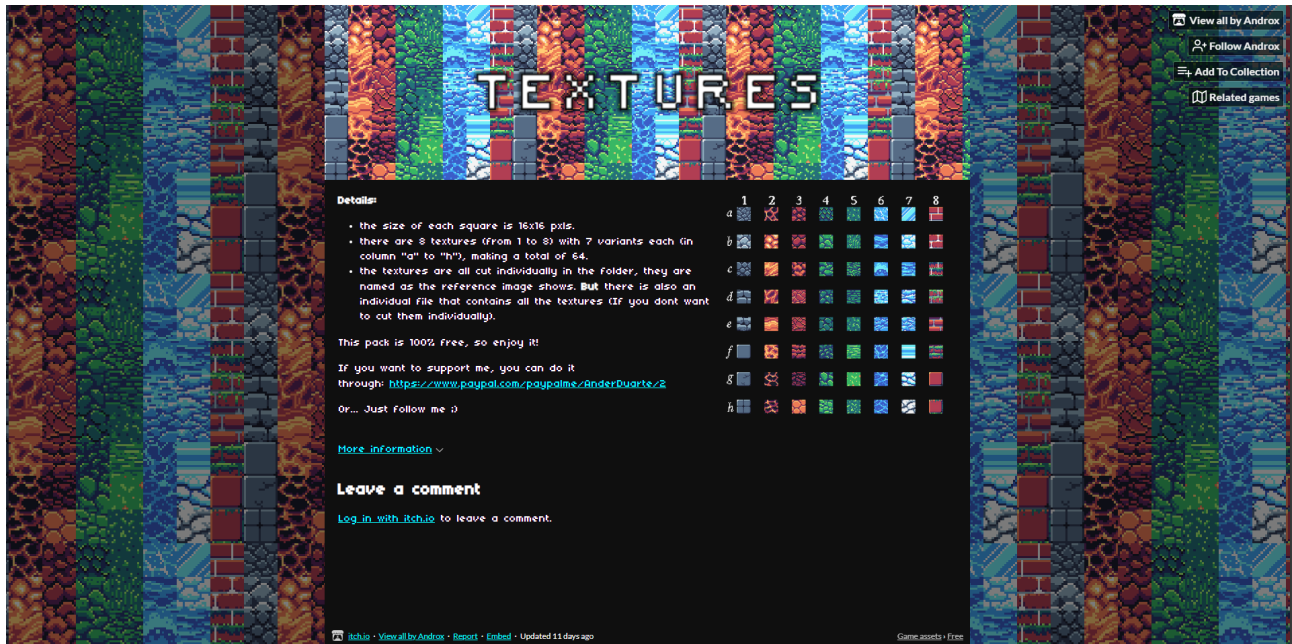 View all by Androx
Follow Androx
Add To Collection
Related games
TEXTURES
Details:
the size of each square is 16x16 pxls.
there are 8 textures (from 1 to 8) with 7 variants each (in
column "a" to "h"), making a total of 64.
the textures are all cut individually in the folder, they are
named as the reference image shows. But there is also an
individual file that contains all the textures (If you dont want
to cut them individually).
This pack is 100% free, so enjoy it!
If you want to support me, you can do it
through: https://www.paypal.com/paypalme/AnderDuarte/2
Or... Just follow me ;)
More information
1 2 3 4 5 6 7 8
a
b
c
d
e
f
g
h
Leave a comment
Log in with itch.io to leave a comment.
itch.io · View all by Androx · Report · Embed · Updated 11 days ago
Game assets › Free